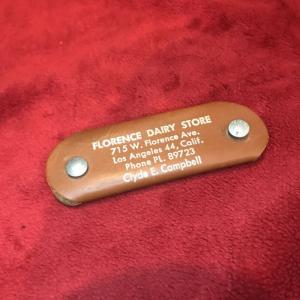 FLORENCE DAIRY STORE
715 W. Florence Ave.
Los Angeles 44, Calif.
Phone PL. 89723
Clyde E. Campbell